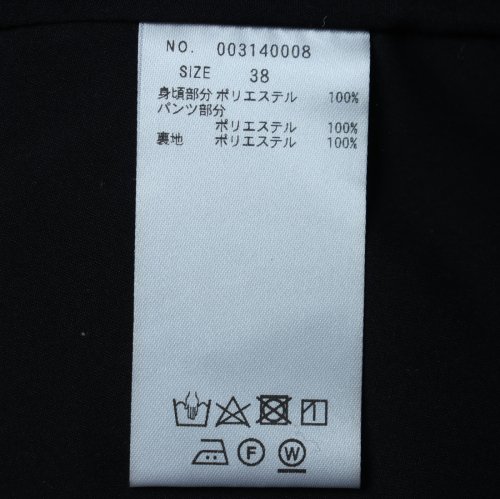 NO. 003140008
SIZE 38
身頃部分 ポリエステル 100%
パンツ部分
ポリエステル 100%
裏地 ポリエステル 100%
F W